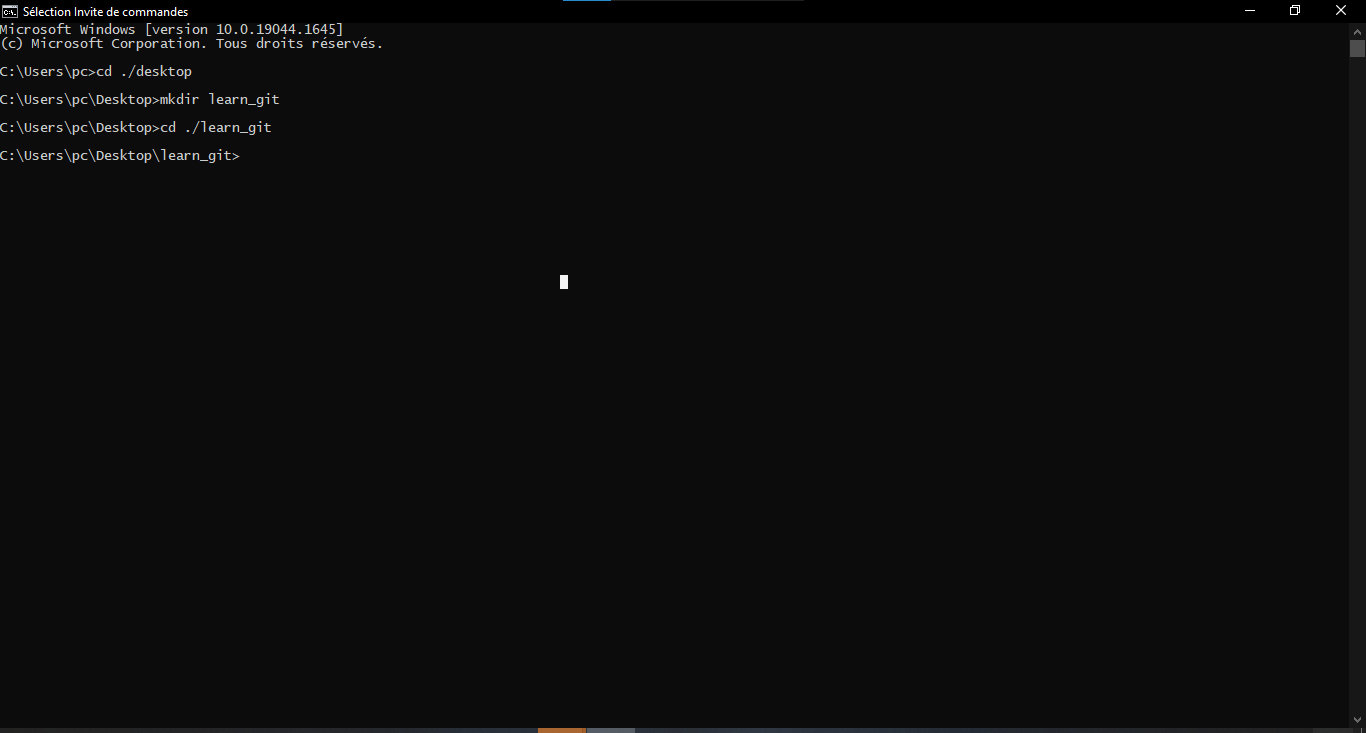 Sélection Invite de commandes
Microsoft Windows [version 10.0.19044.1645]
(c) Microsoft Corporation. Tous droits réservés.
C:\Users\pc>cd ./desktop
C:\Users\pc\Desktop>mkdir learn_git
C:\Users\pc\Desktop>cd ./learn_git
C:\Users\pc\Desktop\learn_git>